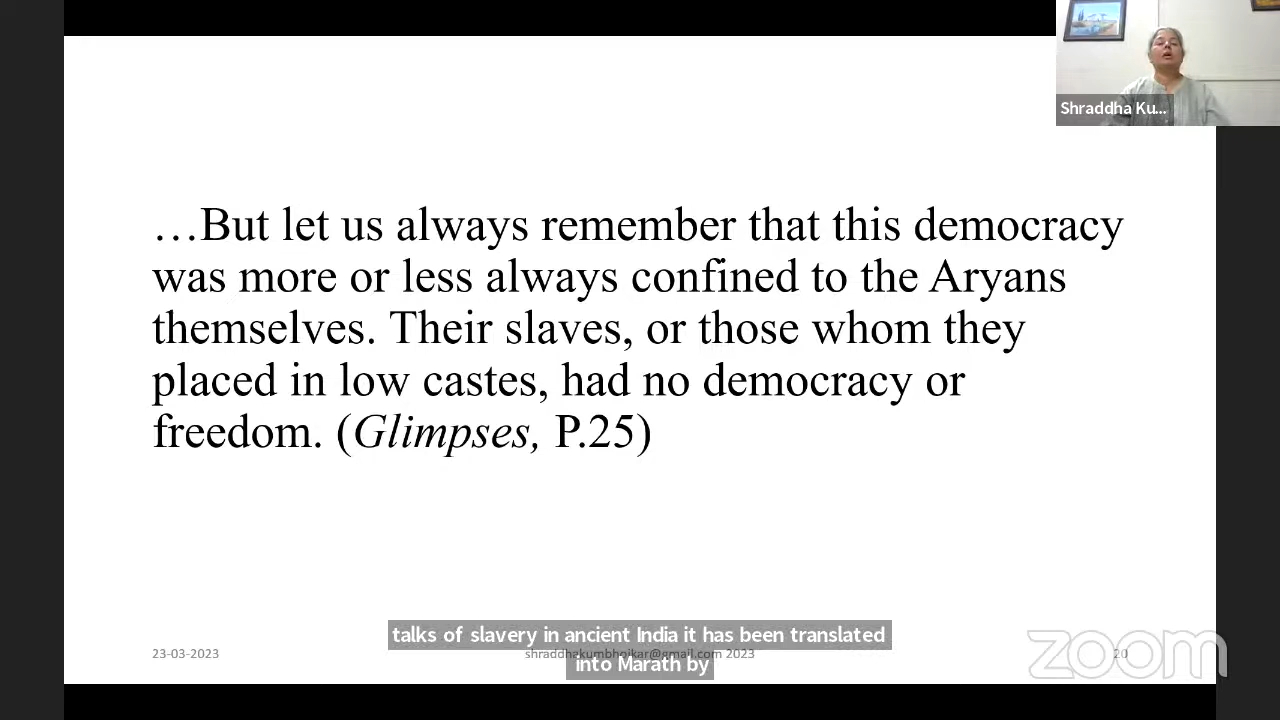 Shraddha Ku...
…But let us always remember that this democracy
was more or less always confined to the Aryans
themselves. Their slaves, or those whom they
placed in low castes, had no democracy or
freedom. (Glimpses, P.25)
talks of slavery in ancient India it has been translated
into Marath by
23-03-2023
shraddhakumbhojkar@gmail.com 2023
20
zoom